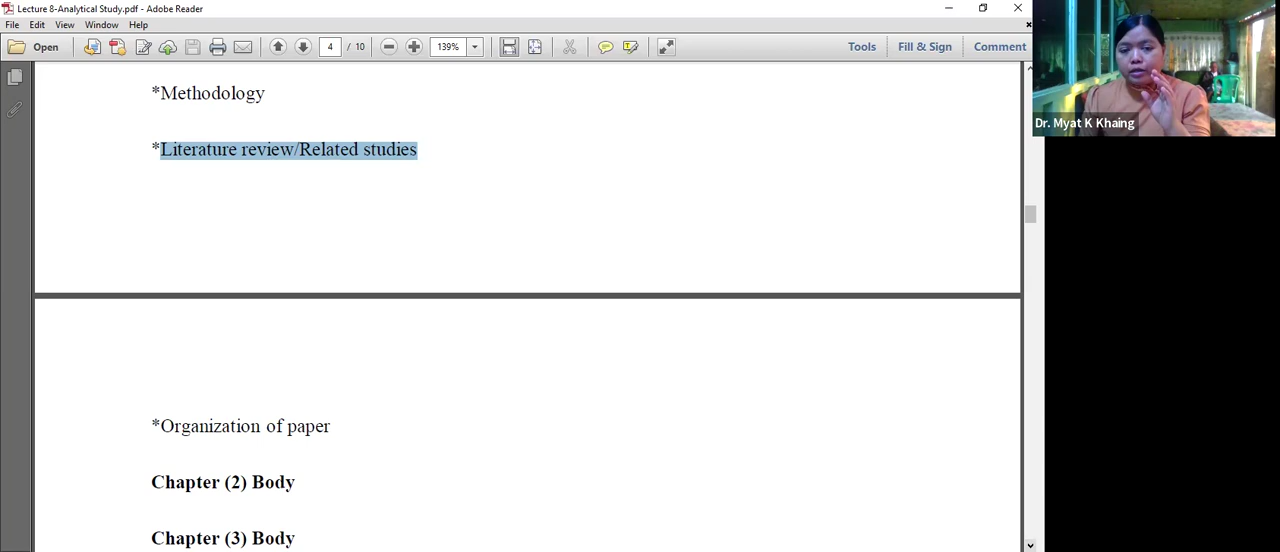 Lecture 8-Analytical Study.pdf - Adobe Reader
File Edit View Window Help
Open 4 / 10 139% Tools Fill & Sign Comment
*Methodology
*Literature review/Related studies
*Organization of paper
Chapter (2) Body
Chapter (3) Body
Dr. Myat K Khaing